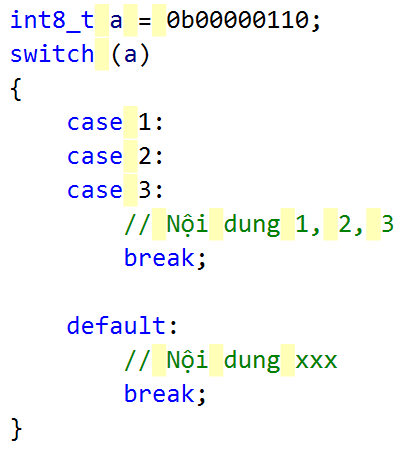 int8_t a = 0b00000110;
switch (a)
{
    case 1:
    case 2:
    case 3:
        // Nội dung 1, 2, 3
        break;

    default:
        // Nội dung xxx
        break;
}